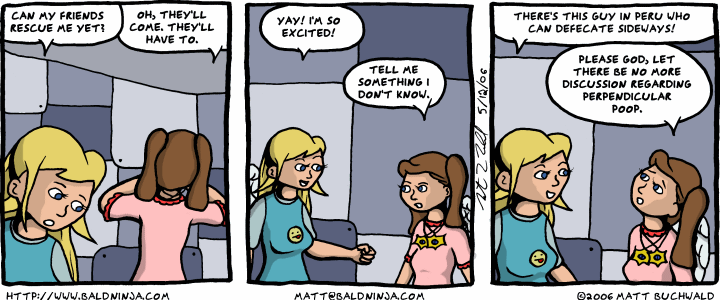 CAN MY FRIENDS
RESCUE ME YET?
OH, THEY'LL
COME. THEY'LL
HAVE TO.
YAY! I'M SO
EXCITED!
TELL ME
SOMETHING I
DON'T KNOW.
5/12/06
THERE'S THIS GUY IN PERU WHO
CAN DEFECATE SIDEWAYS!
PLEASE GOD, LET
THERE BE NO MORE
DISCUSSION REGARDING
PERPENDICULAR
POOP.
HTTP://WWW.BALDNINJA.COM
MATT@BALDNINJA.COM
©2006 MATT BUCHWALD